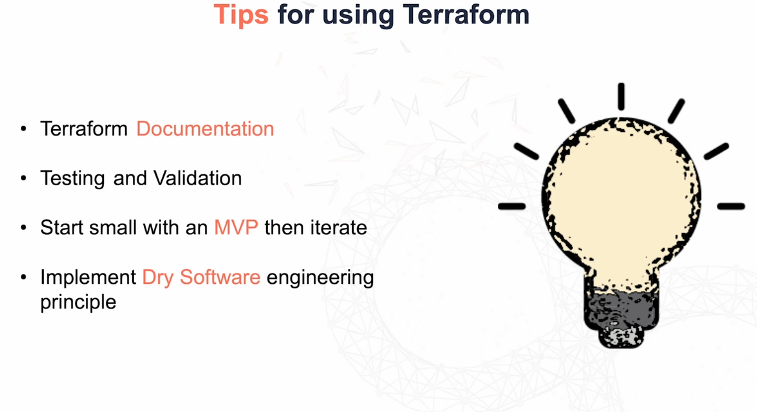 Tips for using Terraform
• Terraform Documentation
• Testing and Validation
• Start small with an MVP then iterate
• Implement Dry Software engineering
principle